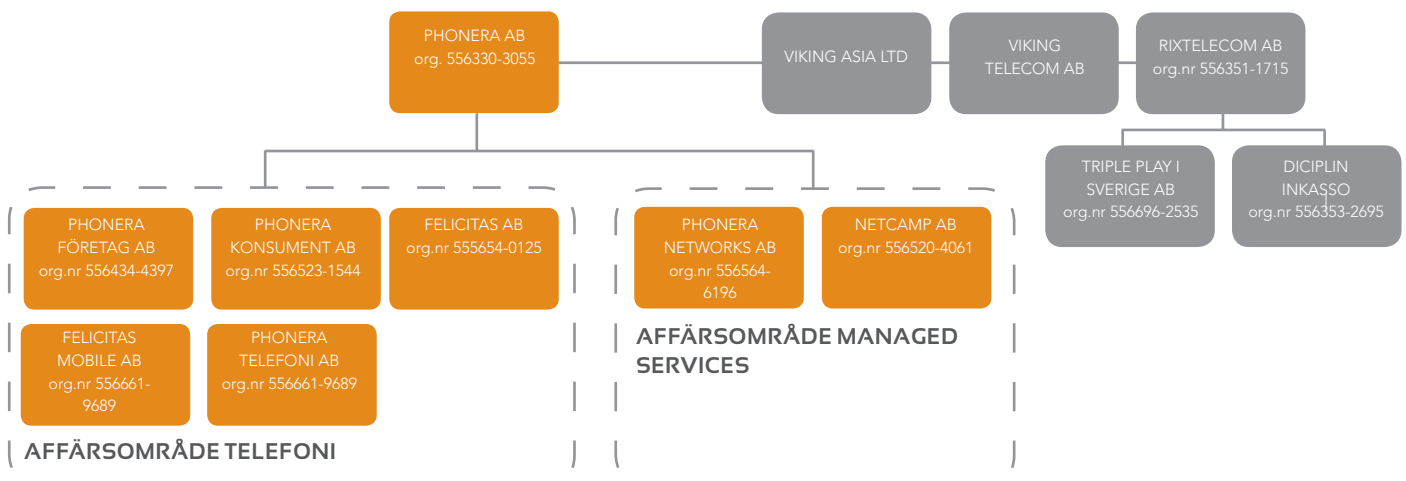 PHONERA AB
org. 556330-3055
VIKING ASIA LTD
VIKING
TELECOM AB
RIXTELECOM AB
org.nr 556351-1715
TRIPLE PLAY I
SVERIGE AB
org.nr 556696-2535
DICIPLIN
INKASSO
org.nr 556353-2695
PHONERA
FÖRETAG AB
org.nr 556434-4397
PHONERA
KONSUMENT AB
org.nr 556523-1544
FELICITAS AB
org.nr 555654-0125
FELICITAS
MOBILE AB
org.nr 556661-
9689
PHONERA
TELEFONI AB
org.nr 556661-9689
AFFÄRSOMRÅDE TELEFONI
PHONERA
NETWORKS AB
org.nr 556564-
6196
NETCAMP AB
org.nr 556520-4061
AFFÄRSOMRÅDE MANAGED
SERVICES